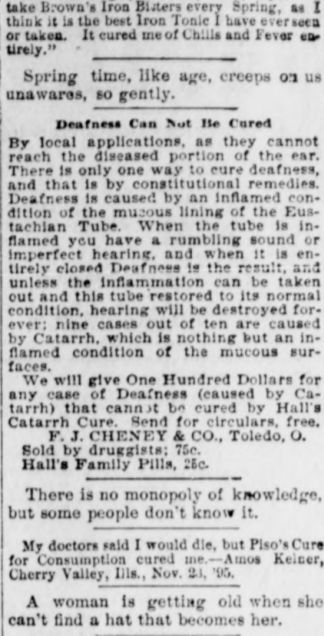 take Brown's Iron Bitters every Spring, as I
think it is the best Iron Tonic I have ever seen
or taken. It cured me of Chills and Fever en-
tirely."
Spring time, like age, creeps on us
unawares, so gently.
Deafness Can Not Be Cured
By local applications, as they cannot
reach the diseased portion of the ear.
There is only one way to cure deafness,
and that is by constitutional remedies.
Deafness is caused by an inflamed con-
dition of the mucous lining of the Eus-
tachian Tube. When the tube is in-
flamed you have a rumbling sound or
imperfect hearing, and when it is en-
tirely closed Deafness is the result, and
unless the inflammation can be taken
out and this tube restored to its normal
condition, hearing will be destroyed for-
ever; nine cases out of ten are caused
by Catarrh, which is nothing but an in-
flamed condition of the mucous sur-
faces.
We will give One Hundred Dollars for
any case of Deafness (caused by Ca-
tarrh) that cannot be cured by Hall's
Catarrh Cure. Send for circulars, free.
F. J. CHENEY & CO., Toledo, O.
Sold by druggists; 75c.
Hall's Family Pills, 25c.
There is no monopoly of knowledge,
but some people don't know it.
My doctors said I would die, but Piso's Cure
for Consumption cured me.—Amos Kelner,
Cherry Valley, Ills., Nov. 23, '95.
A woman is getting old when she
can't find a hat that becomes her.